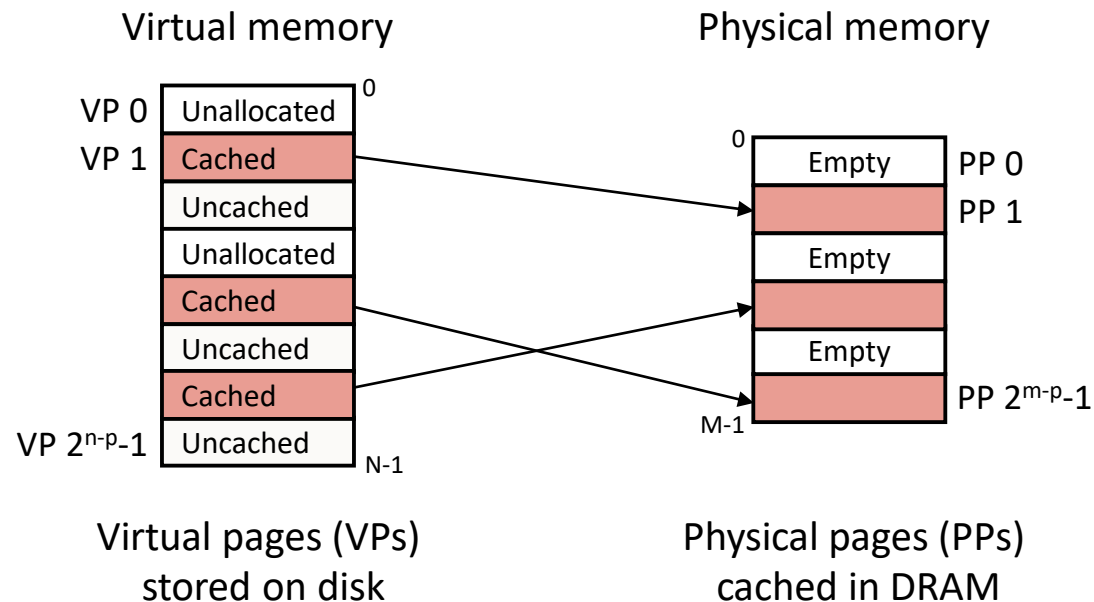 Virtual memory
Physical memory
0
VP 0
Unallocated
VP 1
Cached
Uncached
Unallocated
Cached
Uncached
Cached
VP 2ⁿ⁻ᵖ-1
Uncached
N-1
0
Empty
PP 0
PP 1
Empty
Empty
PP 2ᵐ⁻ᵖ-1
M-1
Virtual pages (VPs)
stored on disk
Physical pages (PPs)
cached in DRAM